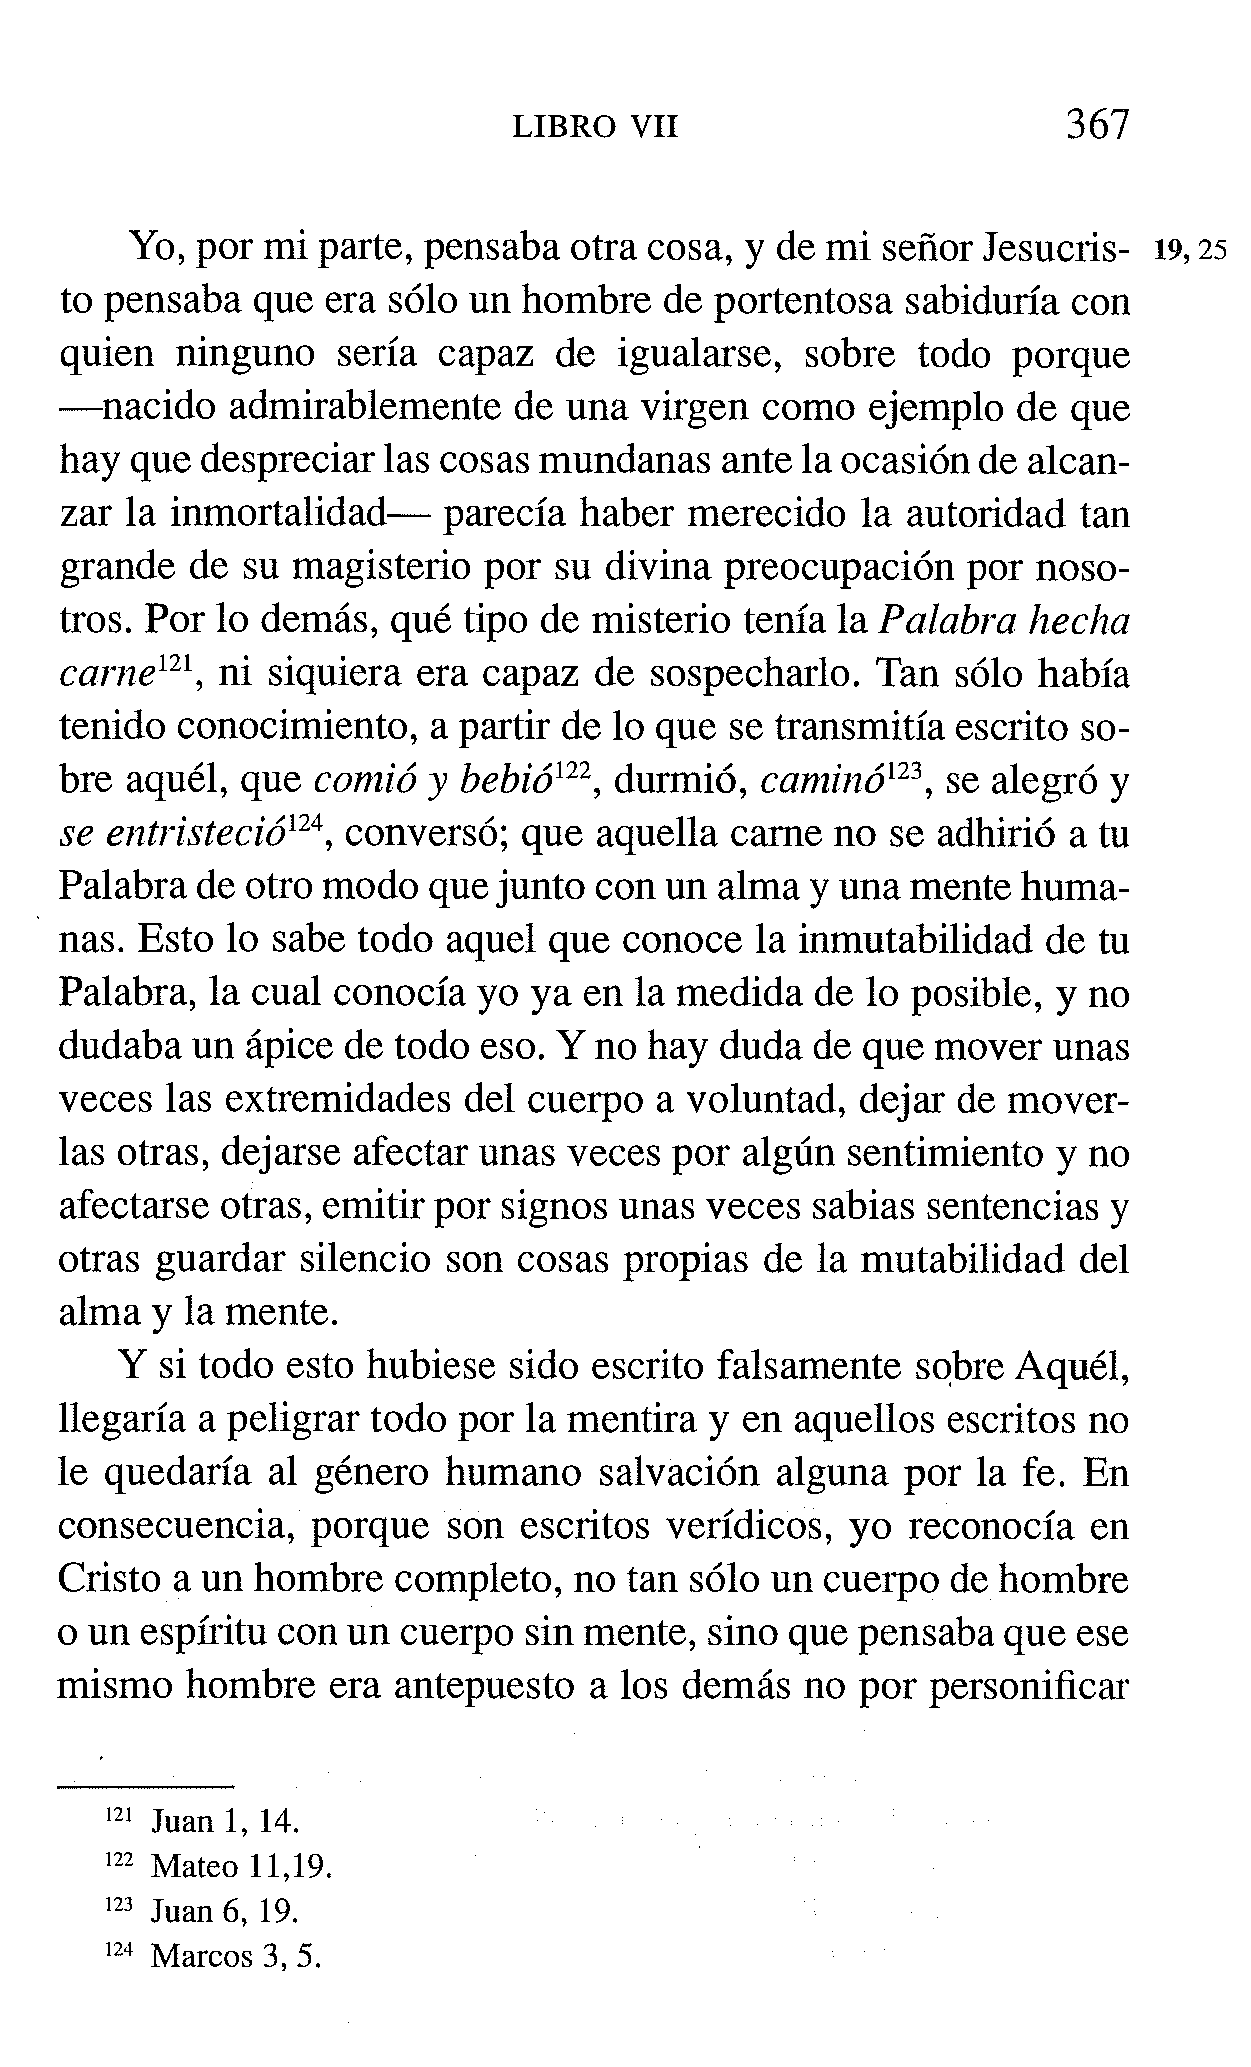 LIBRO VII 367
Yo, por mi parte, pensaba otra cosa, y de mi señor Jesucris- 19, 25
to pensaba que era sólo un hombre de portentosa sabiduría con
quien ninguno sería capaz de igualarse, sobre todo porque
—nacido admirablemente de una virgen como ejemplo de que
hay que despreciar las cosas mundanas ante la ocasión de alcan-
zar la inmortalidad— parecía haber merecido la autoridad tan
grande de su magisterio por su divina preocupación por noso-
tros. Por lo demás, qué tipo de misterio tenía la Palabra hecha
carne¹²¹, ni siquiera era capaz de sospecharlo. Tan sólo había
tenido conocimiento, a partir de lo que se transmitía escrito so-
bre aquél, que comió y bebió¹²², durmió, caminó¹²³, se alegró y
se entristeció¹²⁴, conversó; que aquella carne no se adhirió a tu
Palabra de otro modo que junto con un alma y una mente huma-
nas. Esto lo sabe todo aquel que conoce la inmutabilidad de tu
Palabra, la cual conocía yo ya en la medida de lo posible, y no
dudaba un ápice de todo eso. Y no hay duda de que mover unas
veces las extremidades del cuerpo a voluntad, dejar de mover-
las otras, dejarse afectar unas veces por algún sentimiento y no
afectarse otras, emitir por signos unas veces sabias sentencias y
otras guardar silencio son cosas propias de la mutabilidad del
alma y la mente.
Y si todo esto hubiese sido escrito falsamente sobre Aquél,
llegaría a peligrar todo por la mentira y en aquellos escritos no
le quedaría al género humano salvación alguna por la fe. En
consecuencia, porque son escritos verídicos, yo reconocía en
Cristo a un hombre completo, no tan sólo un cuerpo de hombre
o un espíritu con un cuerpo sin mente, sino que pensaba que ese
mismo hombre era antepuesto a los demás no por personificar
¹²¹ Juan 1, 14.
¹²² Mateo 11,19.
¹²³ Juan 6, 19.
¹²⁴ Marcos 3, 5.